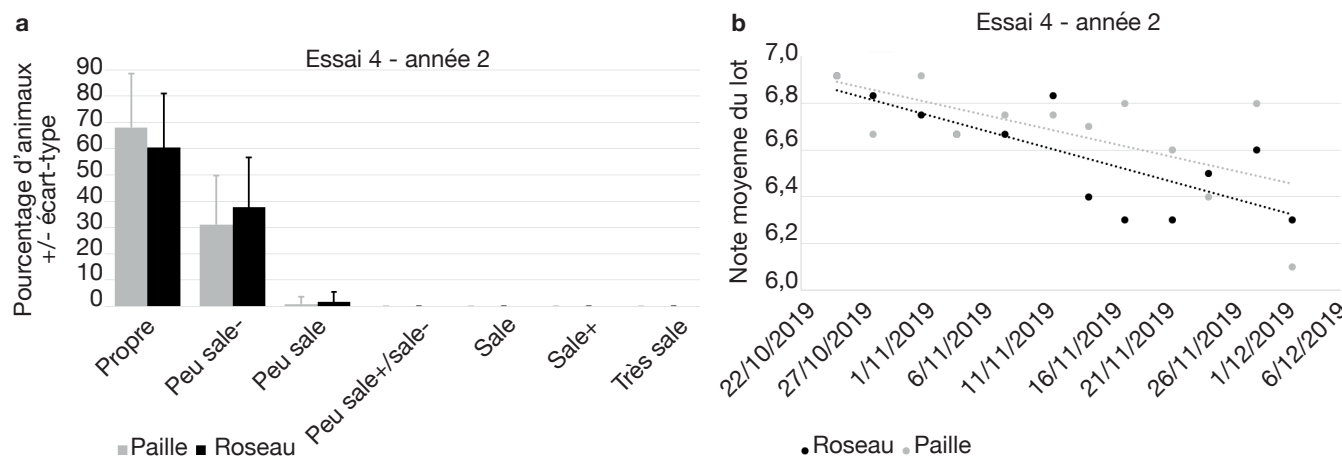 a
Essai 4 - année 2
Pourcentage d'animaux
+/- écart-type
90
80
70
60
50
40
30
20
10
0
Propre
Peu sale-
Peu sale
Peu sale+/sale-
Sale
Sale+
Très sale
Paille Roseau
b
Essai 4 - année 2
Note moyenne du lot
7,0
6,8
6,6
6,4
6,2
6,0
22/10/2019
27/10/2019
1/11/2019
6/11/2019
11/11/2019
16/11/2019
21/11/2019
26/11/2019
1/12/2019
6/12/2019
Roseau Paille